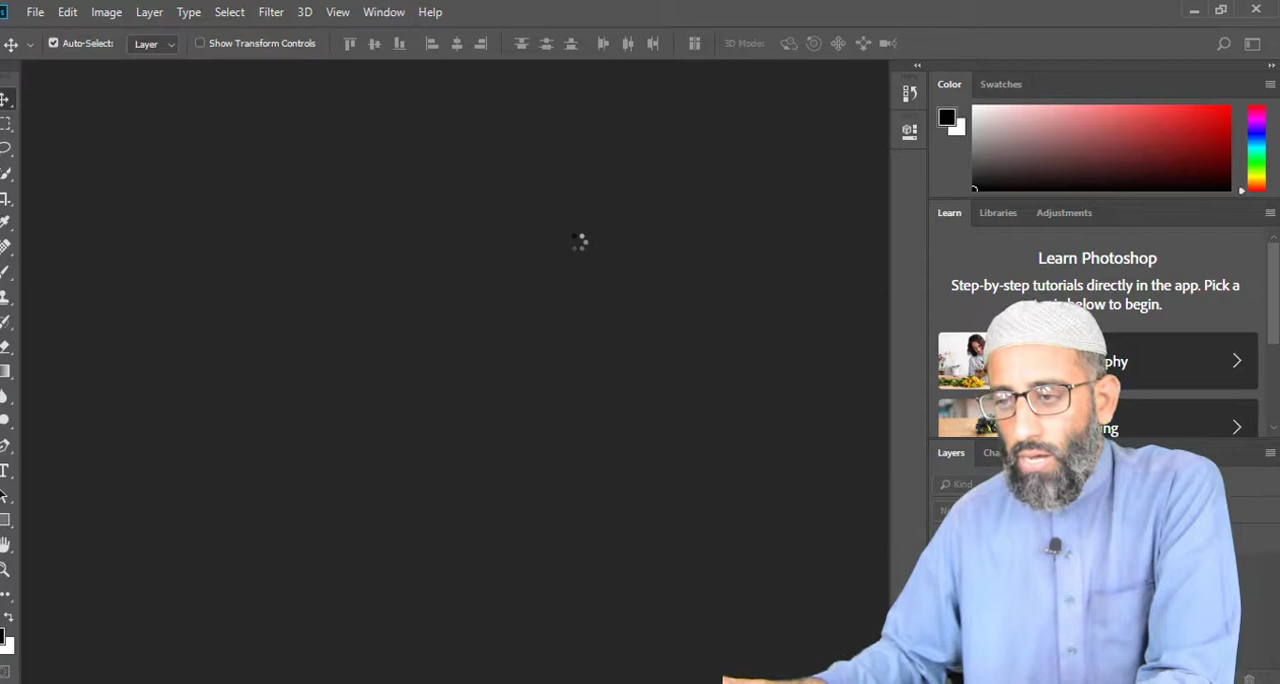 File Edit Image Layer Type Select Filter 3D View Window Help
Auto-Select: Layer Show Transform Controls 3D Mode:
Color Swatches
Learn Libraries Adjustments
Learn Photoshop
Step-by-step tutorials directly in the app. Pick a
below to begin.
Layers
Kind